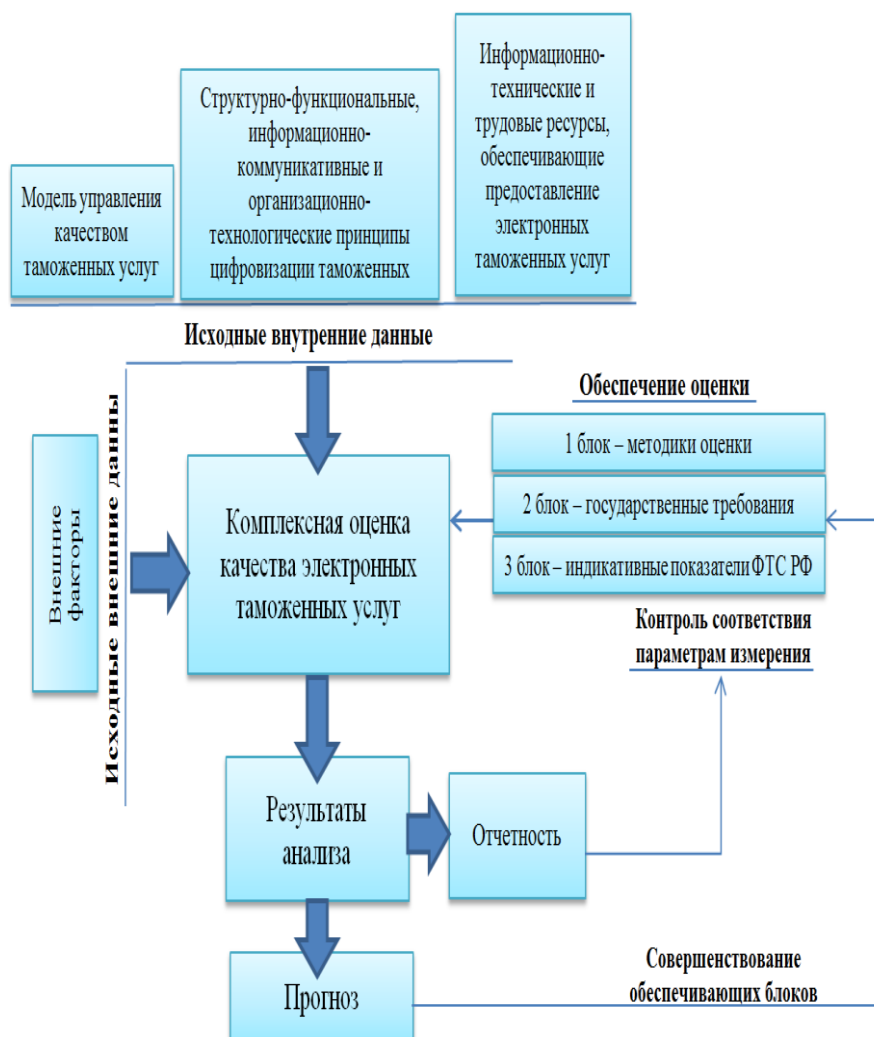 Модель управления
качеством
таможенных услуг
Структурно-функциональные,
информационно-
коммуникативные и
организационно-
технологические принципы
цифровизации таможенных
Информационно-
технические и
трудовые ресурсы,
обеспечивающие
предоставление
электронных
таможенных услуг
Исходные внутренние данные
Внешние
факторы
Исходные внешние данны
Комплексная оценка
качества электронных
таможенных услуг
Обеспечение оценки
1 блок – методики оценки
2 блок – государственные требования
3 блок – индикативные показатели ФТС РФ
Контроль соответствия
параметрам измерения
Результаты
анализа
Отчетность
Прогноз
Совершенствование
обеспечивающих блоков